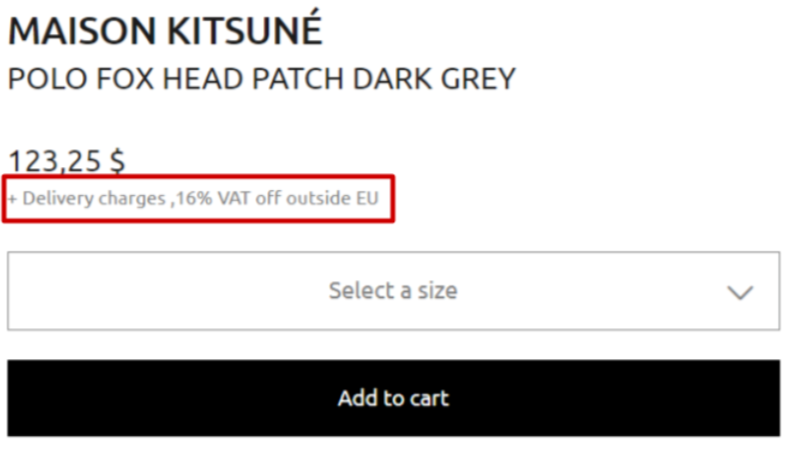 MAISON KITSUNÉ
POLO FOX HEAD PATCH DARK GREY
123,25 $
+ Delivery charges ,16% VAT off outside EU
Select a size
Add to cart